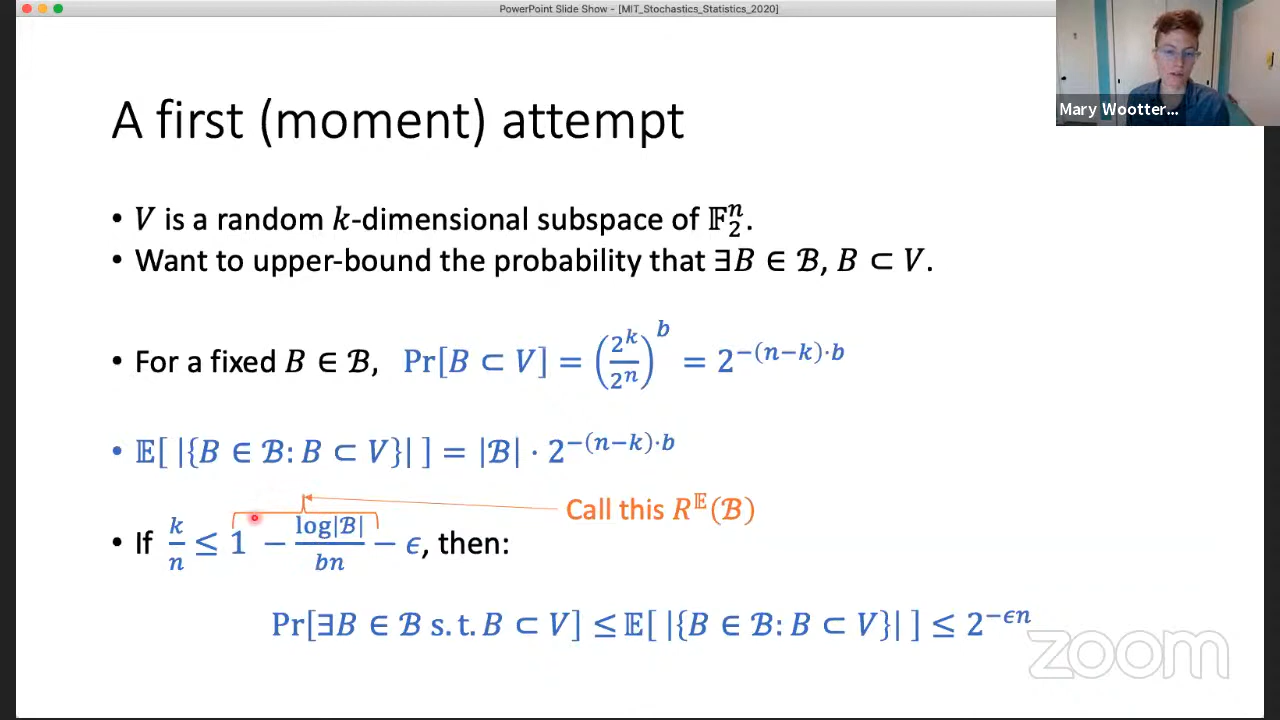 PowerPoint Slide Show - [MIT_Stochastics_Statistics_2020]
Mary Wootter...
A first (moment) attempt
• 𝑉 is a random 𝑘-dimensional subspace of 𝔽₂ⁿ.
• Want to upper-bound the probability that ∃𝐵 ∈ ℬ, 𝐵 ⊂ 𝑉.
• For a fixed 𝐵 ∈ ℬ, Pr[𝐵 ⊂ 𝑉] = (2^𝑘/2^𝑛)^𝑏 = 2^{−(𝑛−𝑘)·𝑏}
• 𝔼[ |{𝐵 ∈ ℬ: 𝐵 ⊂ 𝑉}| ] = |ℬ| · 2^{−(𝑛−𝑘)·𝑏}
Call this 𝑅^𝔼(ℬ)
• If 𝑘/𝑛 ≤ 1 − log|ℬ|/𝑏𝑛 − 𝜖, then:
Pr[∃𝐵 ∈ ℬ s.t. 𝐵 ⊂ 𝑉] ≤ 𝔼[ |{𝐵 ∈ ℬ: 𝐵 ⊂ 𝑉}| ] ≤ 2^{−𝜖𝑛}
zoom